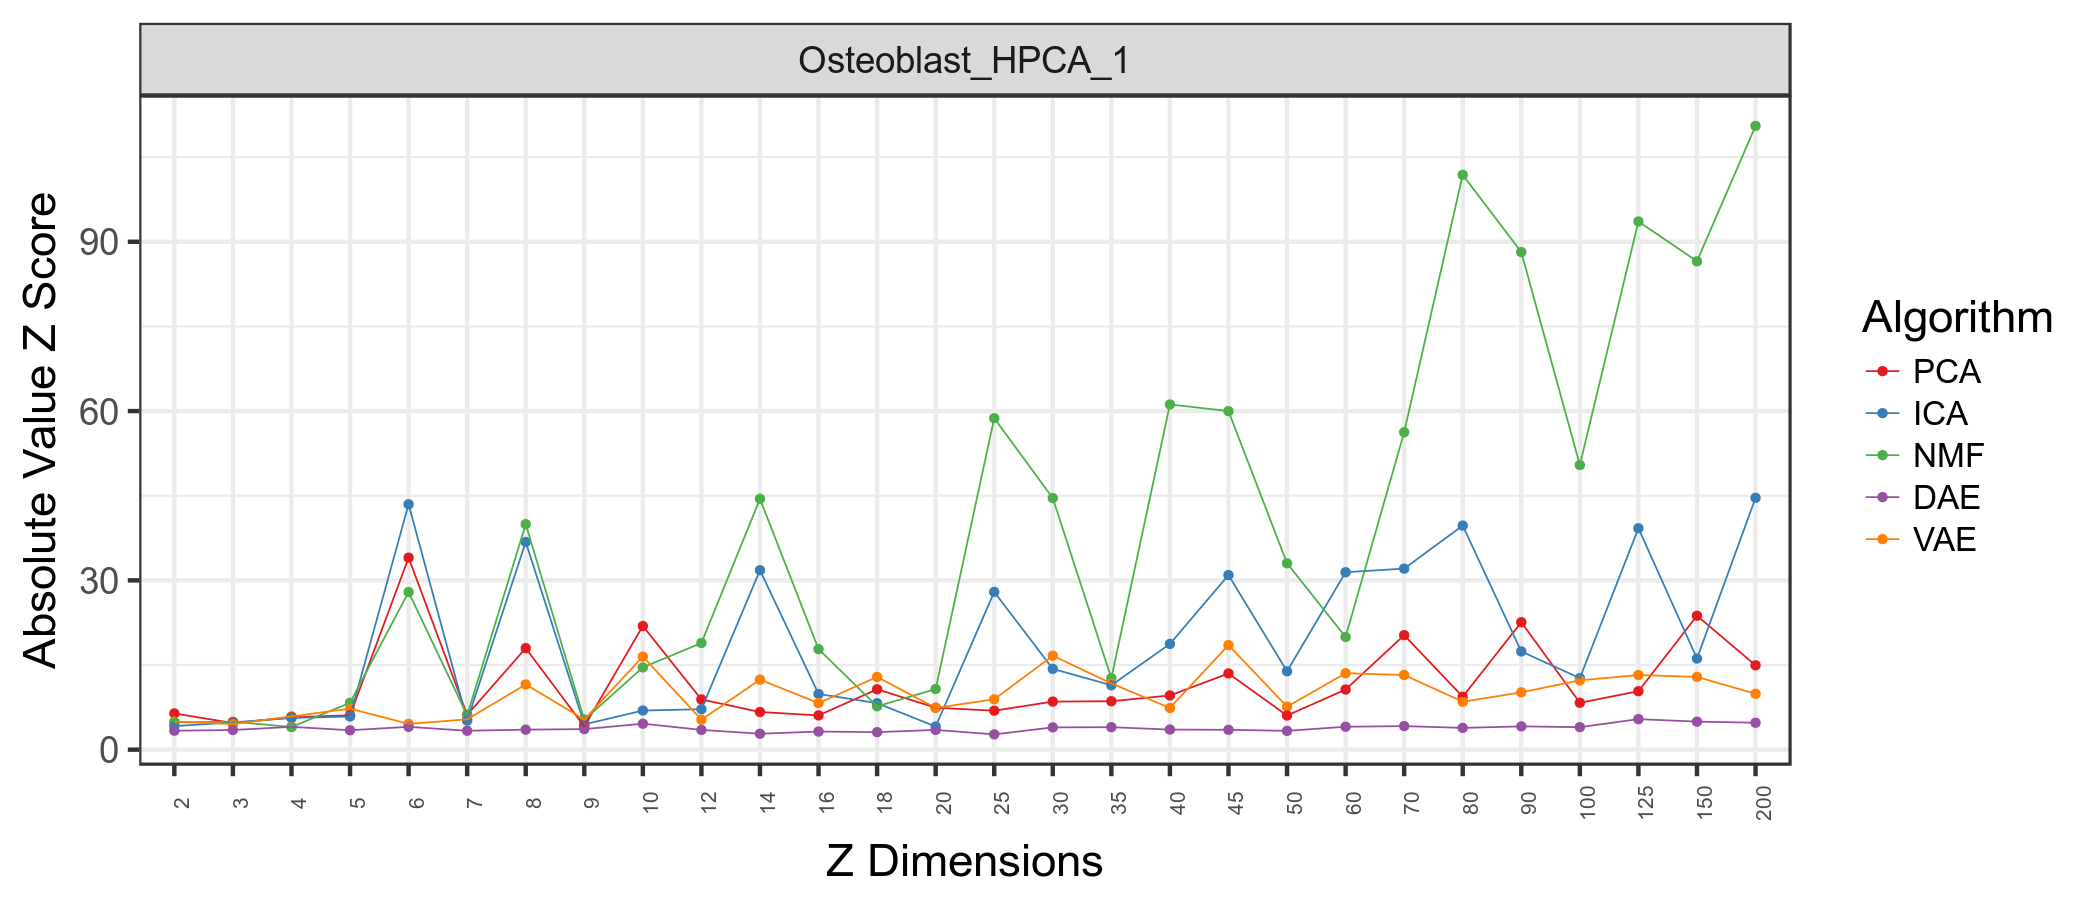 Osteoblast_HPCA_1
Absolute Value Z Score
90
60
30
0
2 3 4 5 6 7 8 9 10 12 14 16 18 20 25 30 35 40 45 50 60 70 80 90 100 125 150 200
Z Dimensions
Algorithm
PCA
ICA
NMF
DAE
VAE